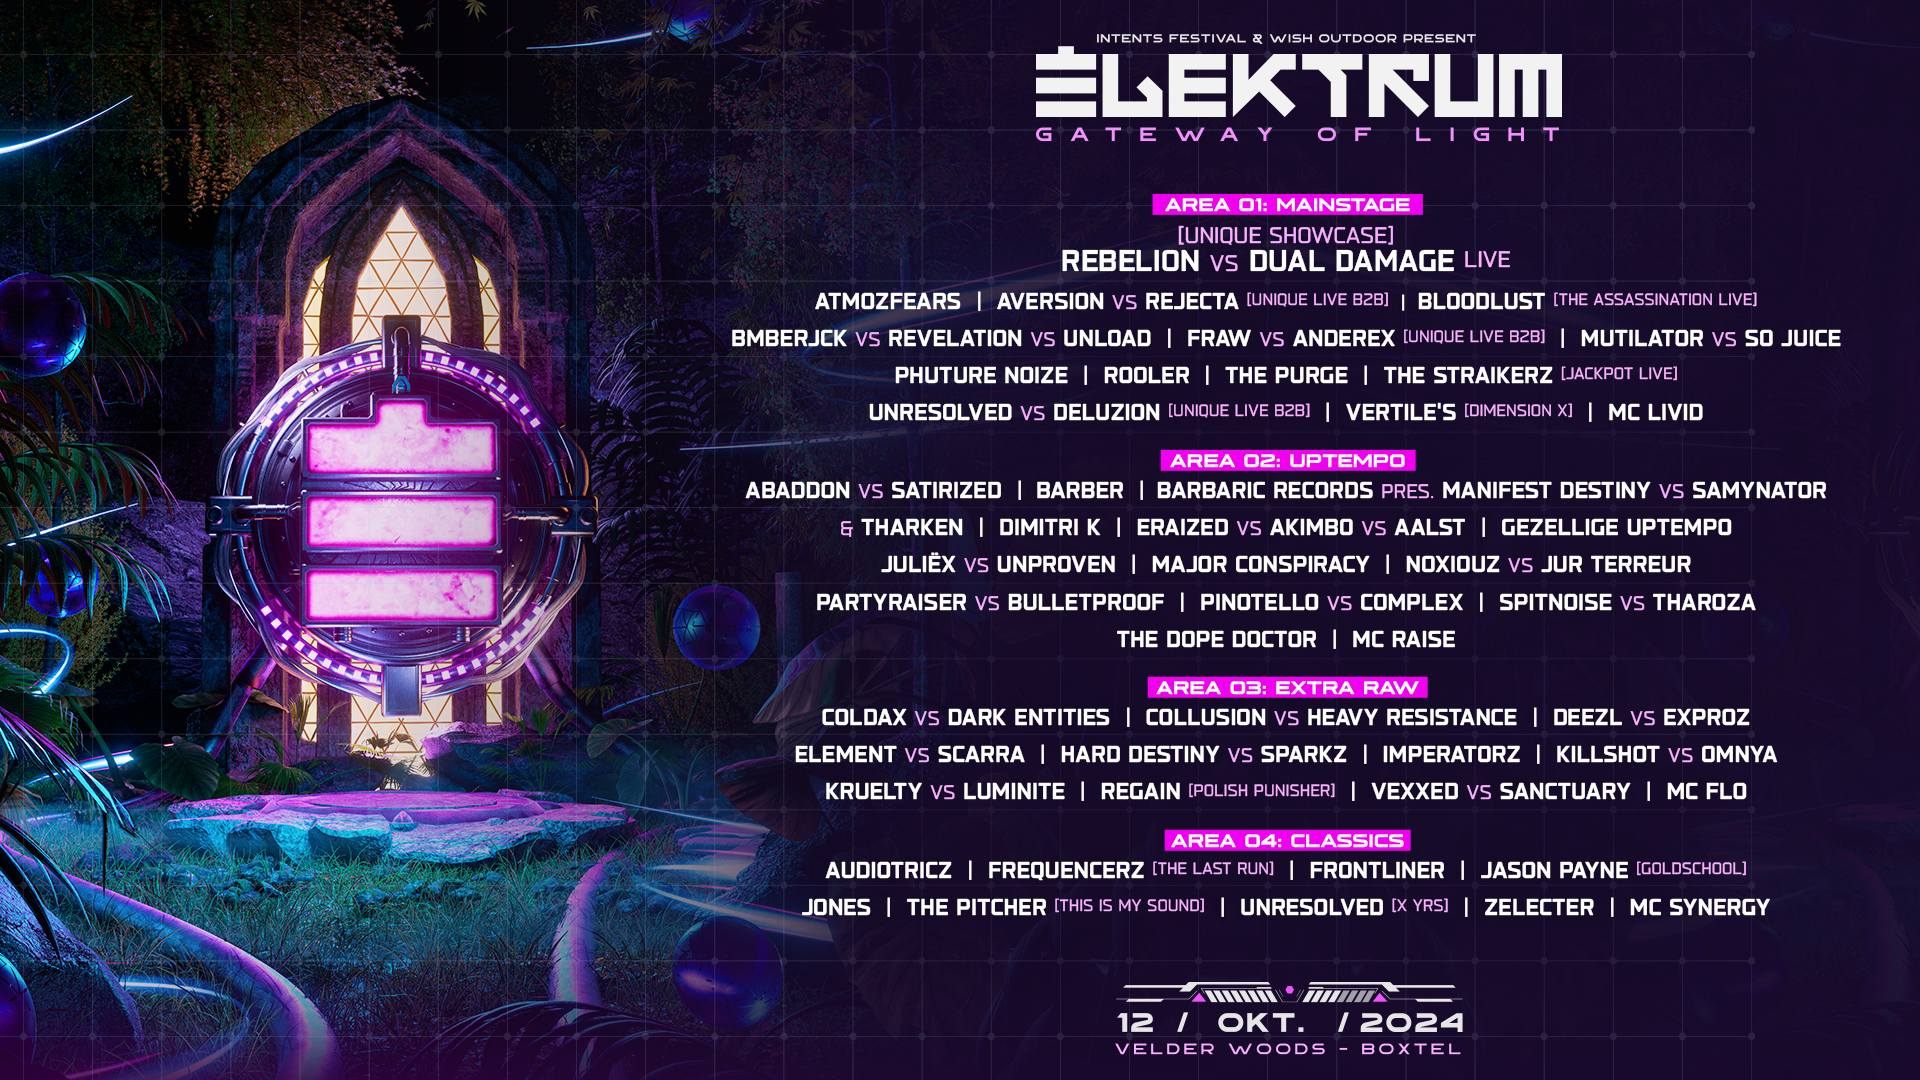 INTENTS FESTIVAL & WISH OUTDOOR PRESENT
ELEKTRUM
GATEWAY OF LIGHT
AREA 01: MAINSTAGE
[UNIQUE SHOWCASE]
REBELION VS DUAL DAMAGE LIVE
ATMOZFEARS | AVERSION VS REJECTA [UNIQUE LIVE B2B] | BLOODLUST [THE ASSASSINATION LIVE]
BMBERJCK VS REVELATION VS UNLOAD | FRAW VS ANDEREX [UNIQUE LIVE B2B] | MUTILATOR VS SO JUICE
PHUTURE NOIZE | ROOLER | THE PURGE | THE STRAIKERZ [JACKPOT LIVE]
UNRESOLVED VS DELUZION [UNIQUE LIVE B2B] | VERTILE'S [DIMENSION X] | MC LIVID
AREA 02: UPTEMPO
ABADDON VS SATIRIZED | BARBER | BARBARIC RECORDS PRES. MANIFEST DESTINY VS SAMYNATOR
& THARKEN | DIMITRI K | ERAIZED VS AKIMBO VS AALST | GEZELLIGE UPTEMPO
JULIËX VS UNPROVEN | MAJOR CONSPIRACY | NOXIOUZ VS JUR TERREUR
PARTYRAISER VS BULLETPROOF | PINOTELLO VS COMPLEX | SPITNOISE VS THAROZA
THE DOPE DOCTOR | MC RAISE
AREA 03: EXTRA RAW
COLDAX VS DARK ENTITIES | COLLUSION VS HEAVY RESISTANCE | DEEZL VS EXPROZ
ELEMENT VS SCARRA | HARD DESTINY VS SPARKZ | IMPERATORZ | KILLSHOT VS OMNYA
KRUELTY VS LUMINITE | REGAIN [POLISH PUNISHER] | VEXXED VS SANCTUARY | MC FLO
AREA 04: CLASSICS
AUDIOTRICZ | FREQUENCERZ [THE LAST RUN] | FRONTLINER | JASON PAYNE [GOLDSCHOOL]
JONES | THE PITCHER [THIS IS MY SOUND] | UNRESOLVED [X YRS] | ZELECTER | MC SYNERGY
12 / OKT. / 2024
VELDER WOODS - BOXTEL